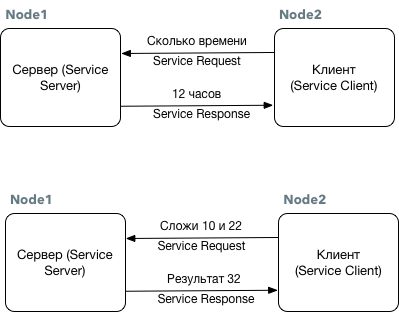 Node1
Node2
Сколько времени
Service Request
Сервер (Service
Server)
Клиент
(Service Client)
12 часов
Service Response
Node1
Node2
Сложи 10 и 22
Service Request
Сервер (Service
Server)
Клиент
(Service Client)
Результат 32
Service Response